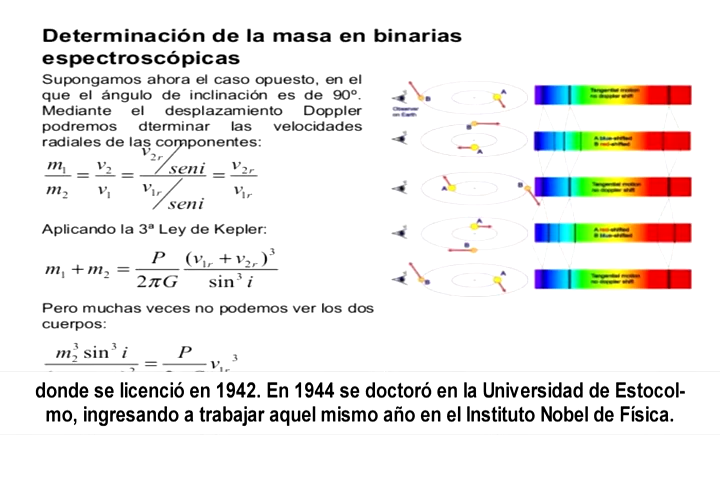 Determinación de la masa en binarias
espectroscópicas
Supongamos ahora el caso opuesto, en el
que el ángulo de inclinación es de 90º.
Mediante el desplazamiento Doppler
podremos dterminar las velocidades
radiales de las componentes:
m₁/m₂ = v₂/v₁ = (v₂ᵣ/seni)/(v₁ᵣ/seni) = v₂ᵣ/v₁ᵣ
Aplicando la 3ª Ley de Kepler:
m₁ + m₂ = P/2πG (v₁ᵣ + v₂ᵣ)³/sin³ i
Pero muchas veces no podemos ver los dos
cuerpos:
m₂³ sin³ i = P v₁ᵣ³
A
B
Observer
on Earth
Tangential motion
no doppler shift
B
A
A blue-shifted
B red-shifted
A
B
Tangential motion
no doppler shift
A
B
A red-shifted
B blue-shifted
A
B
Tangential motion
no doppler shift
donde se licenció en 1942. En 1944 se doctoró en la Universidad de Estocol-
mo, ingresando a trabajar aquel mismo año en el Instituto Nobel de Física.